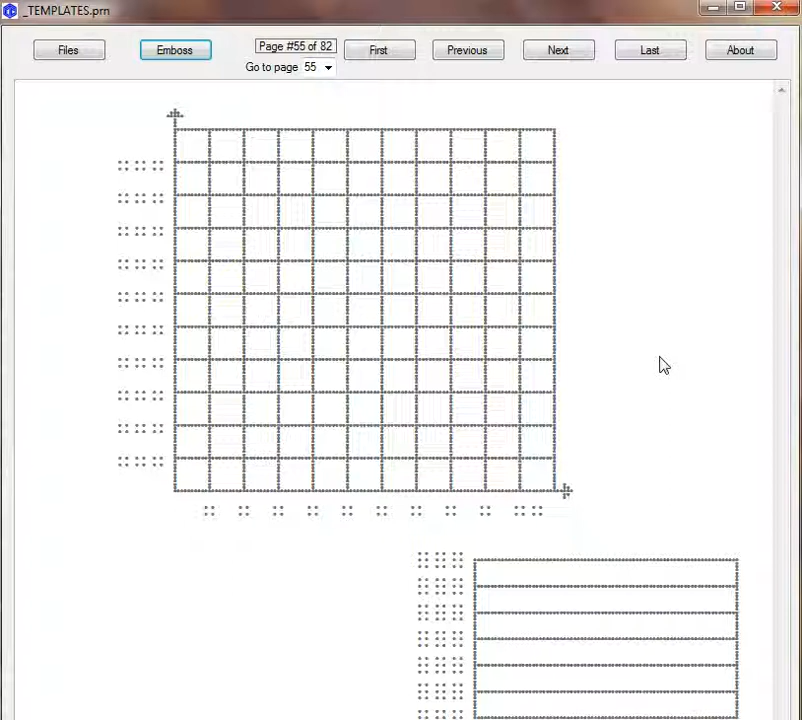 _TEMPLATES.prn
Files
Emboss
Page #55 of 82
First
Previous
Next
Last
About
Go to page 55